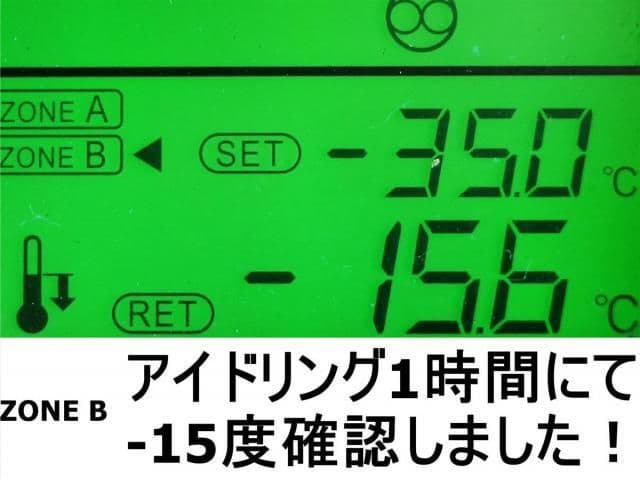 ZONE A
ZONE B ◀ SET -35.0 ℃
RET -15.6 ℃
ZONE B
アイドリング1時間にて
-15度確認しました！